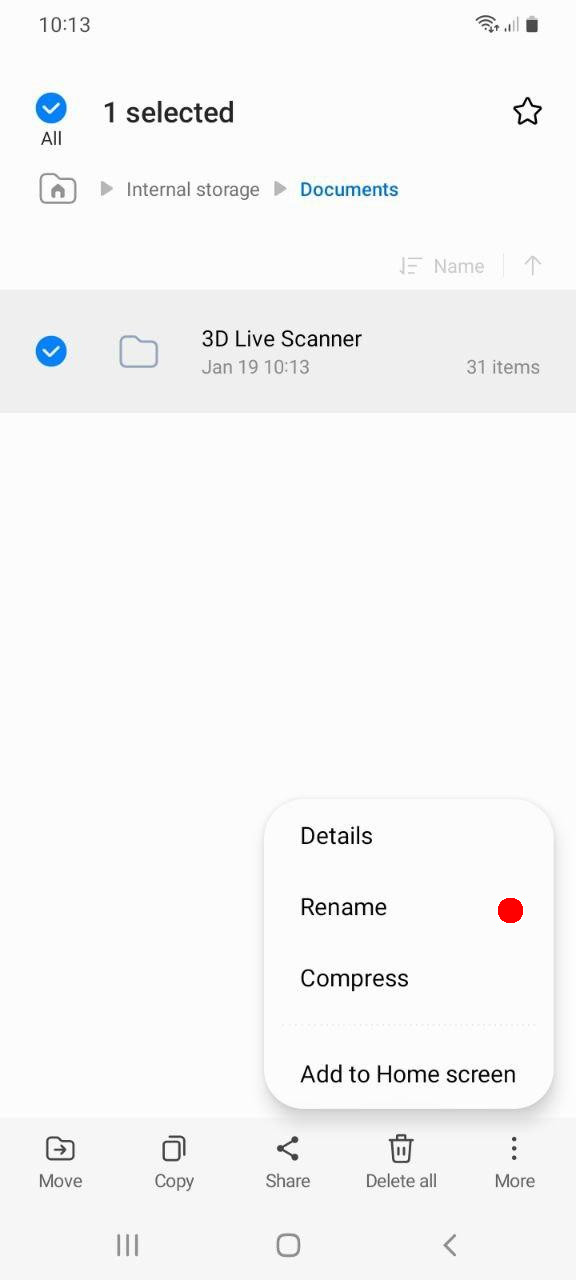 10:13
1 selected
All
Internal storage
Documents
Name
3D Live Scanner
Jan 19 10:13
31 items
Details
Rename
Compress
Add to Home screen
Move
Copy
Share
Delete all
More